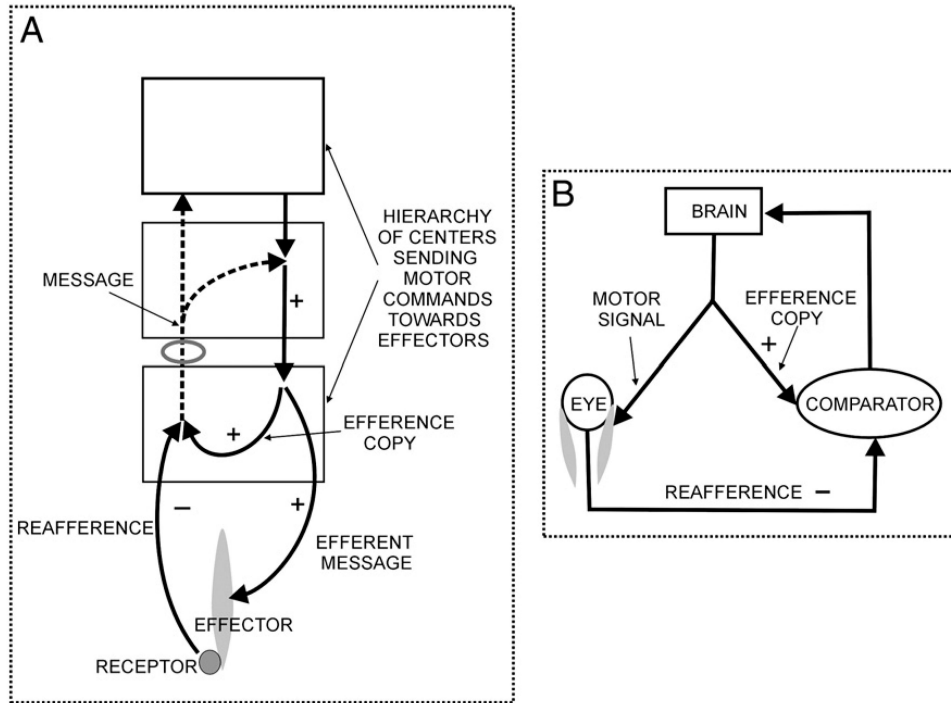 A
HIERARCHY
OF CENTERS
SENDING
MOTOR
COMMANDS
TOWARDS
EFFECTORS
MESSAGE
+
EFFERENCE
COPY
+
−
+
REAFFERENCE
EFFERENT
MESSAGE
EFFECTOR
RECEPTOR
B
BRAIN
MOTOR
SIGNAL
EFFERENCE
COPY
+
EYE
COMPARATOR
REAFFERENCE −